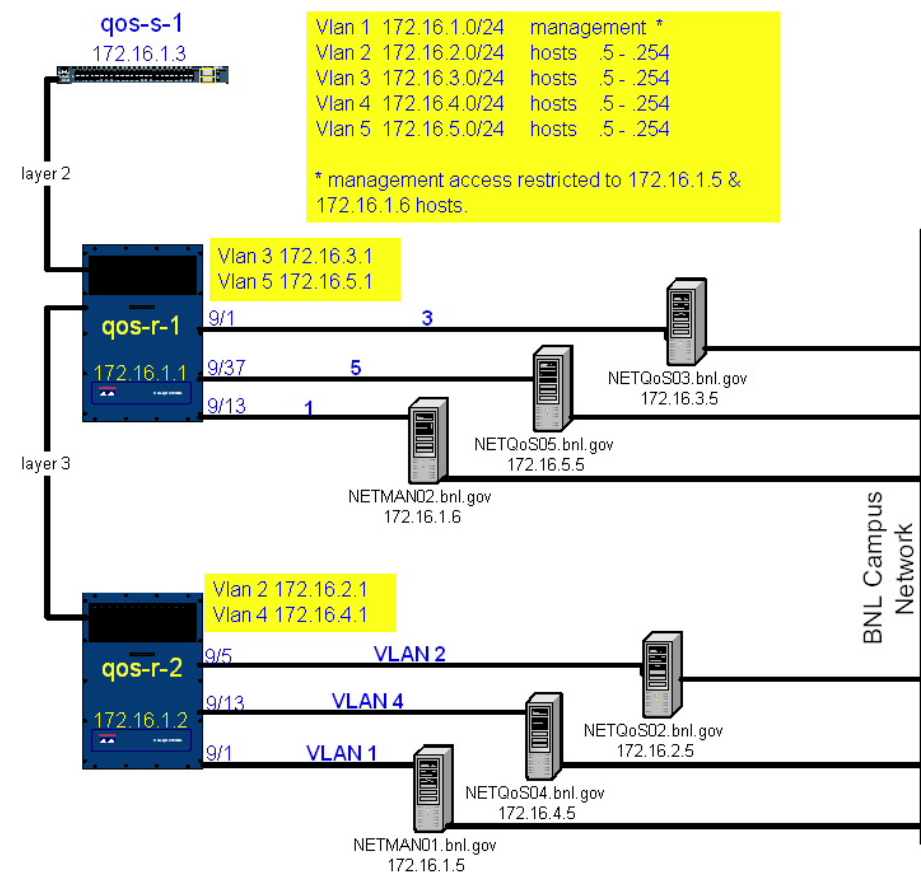 qos-s-1
172.16.1.3
Vlan 1 172.16.1.0/24 management *
Vlan 2 172.16.2.0/24 hosts .5 - .254
Vlan 3 172.16.3.0/24 hosts .5 - .254
Vlan 4 172.16.4.0/24 hosts .5 - .254
Vlan 5 172.16.5.0/24 hosts .5 - .254
* management access restricted to 172.16.1.5 &
172.16.1.6 hosts.
layer 2
Vlan 3 172.16.3.1
Vlan 5 172.16.5.1
qos-r-1
172.16.1.1
9/1
3
9/37
5
9/13
1
NETQoS03.bnl.gov
172.16.3.5
NETQoS05.bnl.gov
172.16.5.5
NETMAN02.bnl.gov
172.16.1.6
layer 3
BNL Campus
Network
Vlan 2 172.16.2.1
Vlan 4 172.16.4.1
qos-r-2
172.16.1.2
9/5
VLAN 2
9/13
VLAN 4
9/1
VLAN 1
NETQoS02.bnl.gov
172.16.2.5
NETQoS04.bnl.gov
172.16.4.5
NETMAN01.bnl.gov
172.16.1.5